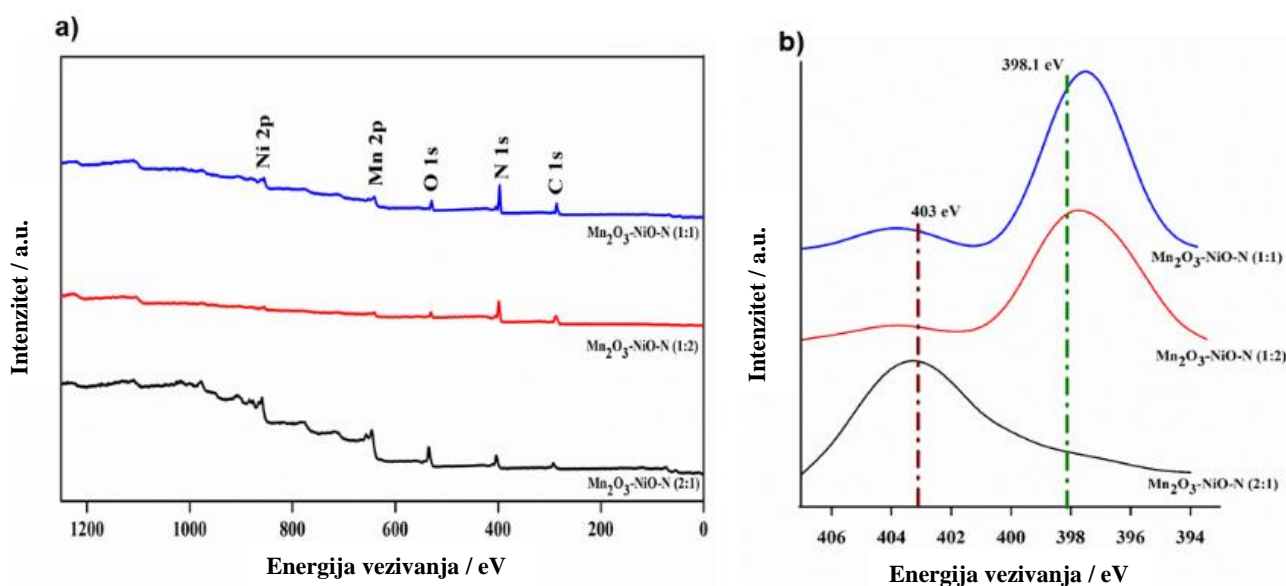 a)
Ni 2p
Mn 2p
O 1s
N 1s
C 1s
Mn2O3-NiO-N (1:1)
Mn2O3-NiO-N (1:2)
Mn2O3-NiO-N (2:1)
Intenzitet / a.u.
1200 1000 800 600 400 200 0
Energija vezivanja / eV
b)
398.1 eV
403 eV
Mn2O3-NiO-N (1:1)
Mn2O3-NiO-N (1:2)
Mn2O3-NiO-N (2:1)
Intenzitet / a.u.
406 404 402 400 398 396 394
Energija vezivanja / eV